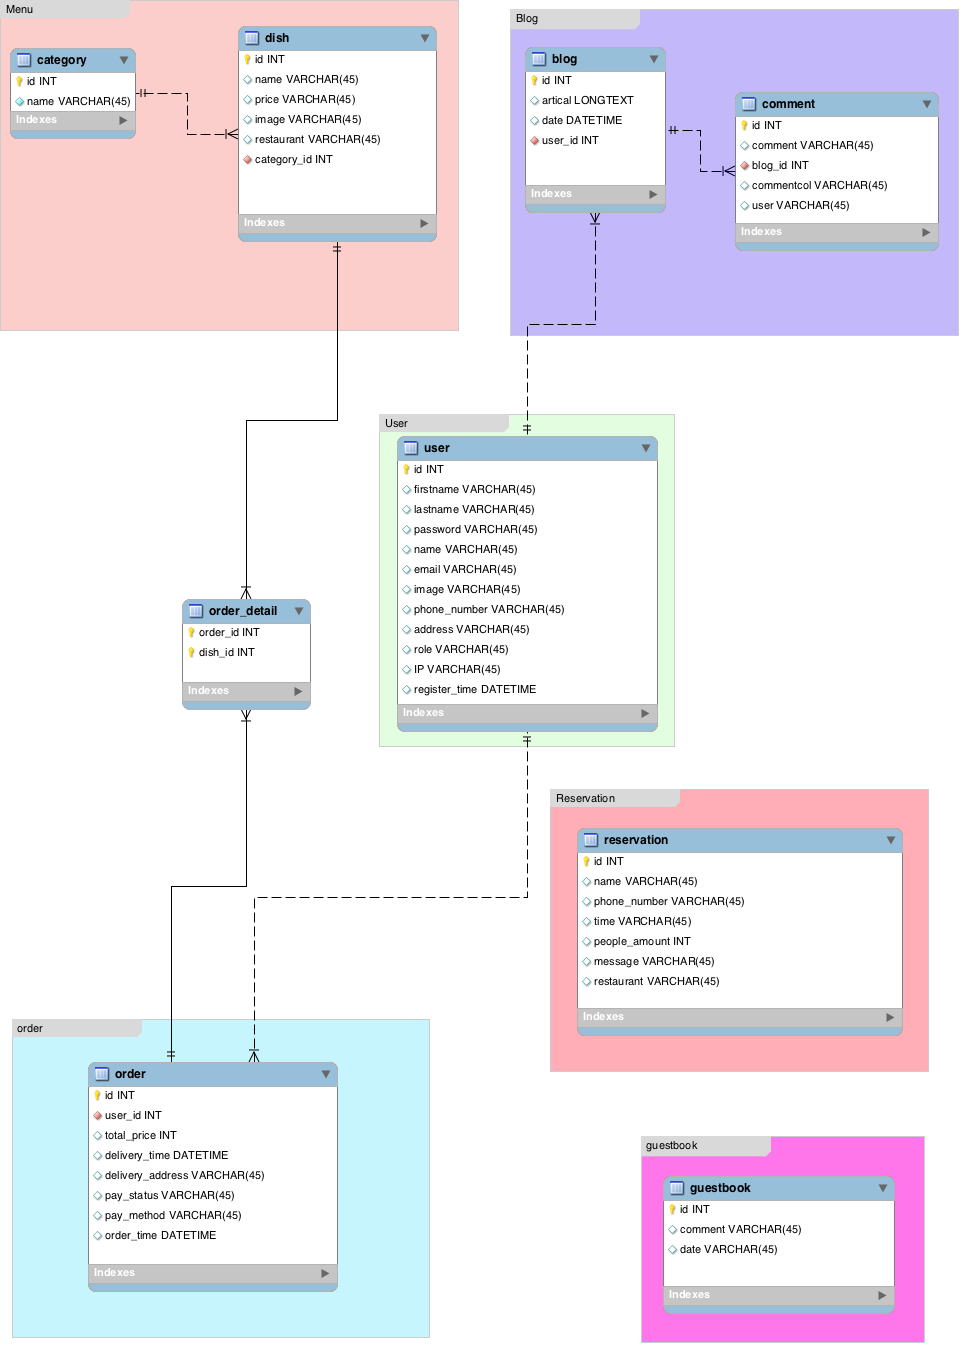 Menu
category
id INT
name VARCHAR(45)
Indexes
dish
id INT
name VARCHAR(45)
price VARCHAR(45)
image VARCHAR(45)
restaurant VARCHAR(45)
category_id INT
Indexes
Blog
blog
id INT
artical LONGTEXT
date DATETIME
user_id INT
Indexes
comment
id INT
comment VARCHAR(45)
blog_id INT
commentcol VARCHAR(45)
user VARCHAR(45)
Indexes
User
user
id INT
firstname VARCHAR(45)
lastname VARCHAR(45)
password VARCHAR(45)
name VARCHAR(45)
email VARCHAR(45)
image VARCHAR(45)
phone_number VARCHAR(45)
address VARCHAR(45)
role VARCHAR(45)
IP VARCHAR(45)
register_time DATETIME
Indexes
order_detail
order_id INT
dish_id INT
Indexes
Reservation
reservation
id INT
name VARCHAR(45)
phone_number VARCHAR(45)
time VARCHAR(45)
people_amount INT
message VARCHAR(45)
restaurant VARCHAR(45)
Indexes
order
order
id INT
user_id INT
total_price INT
delivery_time DATETIME
delivery_address VARCHAR(45)
pay_status VARCHAR(45)
pay_method VARCHAR(45)
order_time DATETIME
Indexes
guestbook
guestbook
id INT
comment VARCHAR(45)
date VARCHAR(45)
Indexes